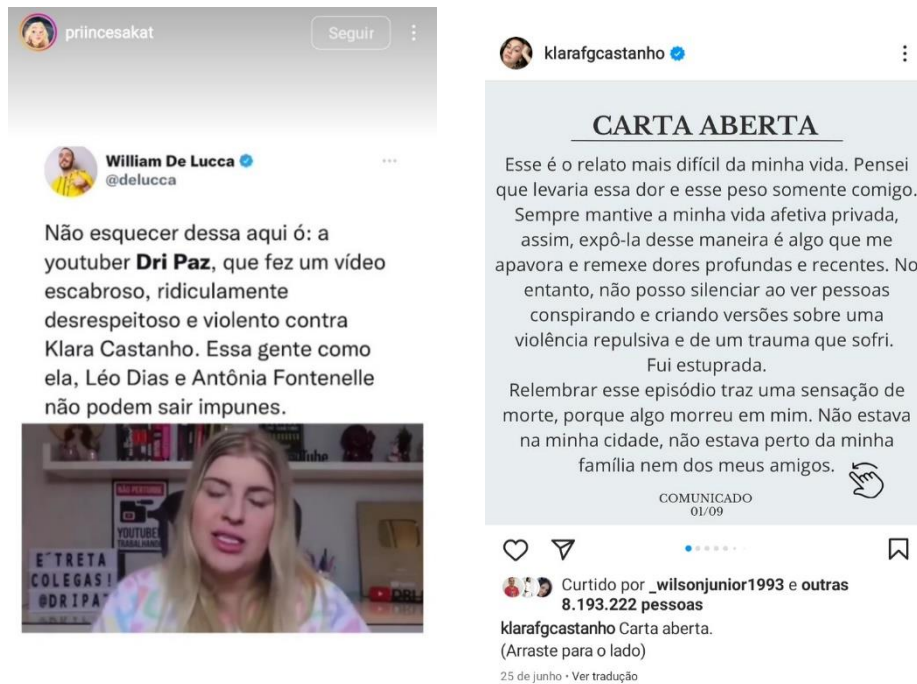 priincesakat
Seguir
William De Lucca
@delucca
Não esquecer dessa aqui ó: a
youtuber Dri Paz, que fez um vídeo
escabroso, ridiculamente
desrespeitoso e violento contra
Klara Castanho. Essa gente como
ela, Léo Dias e Antônia Fontenelle
não podem sair impunes.
NÃO PERTURBE
YOUTUBER
TRABALHANDO
E´TRETA
COLEGAS!
@DRIPAZ
klarafgcastanho
CARTA ABERTA
Esse é o relato mais difícil da minha vida. Pensei
que levaria essa dor e esse peso somente comigo.
Sempre mantive a minha vida afetiva privada,
assim, expô-la desse maneira é algo que me
apavora e remexe dores profundas e recentes. No
entanto, não posso silenciar ao ver pessoas
conspirando e criando versões sobre uma
violência repulsiva e de um trauma que sofri.
Fui estuprada.
Relembrar esse episódio traz uma sensação de
morte, porque algo morreu em mim. Não estava
na minha cidade, não estava perto da minha
família nem dos meus amigos.
COMUNICADO
01/09
Curtido por _wilsonjunior1993 e outras
8.193.222 pessoas
klarafgcastanho Carta aberta.
(Arraste para o lado)
25 de junho • Ver tradução